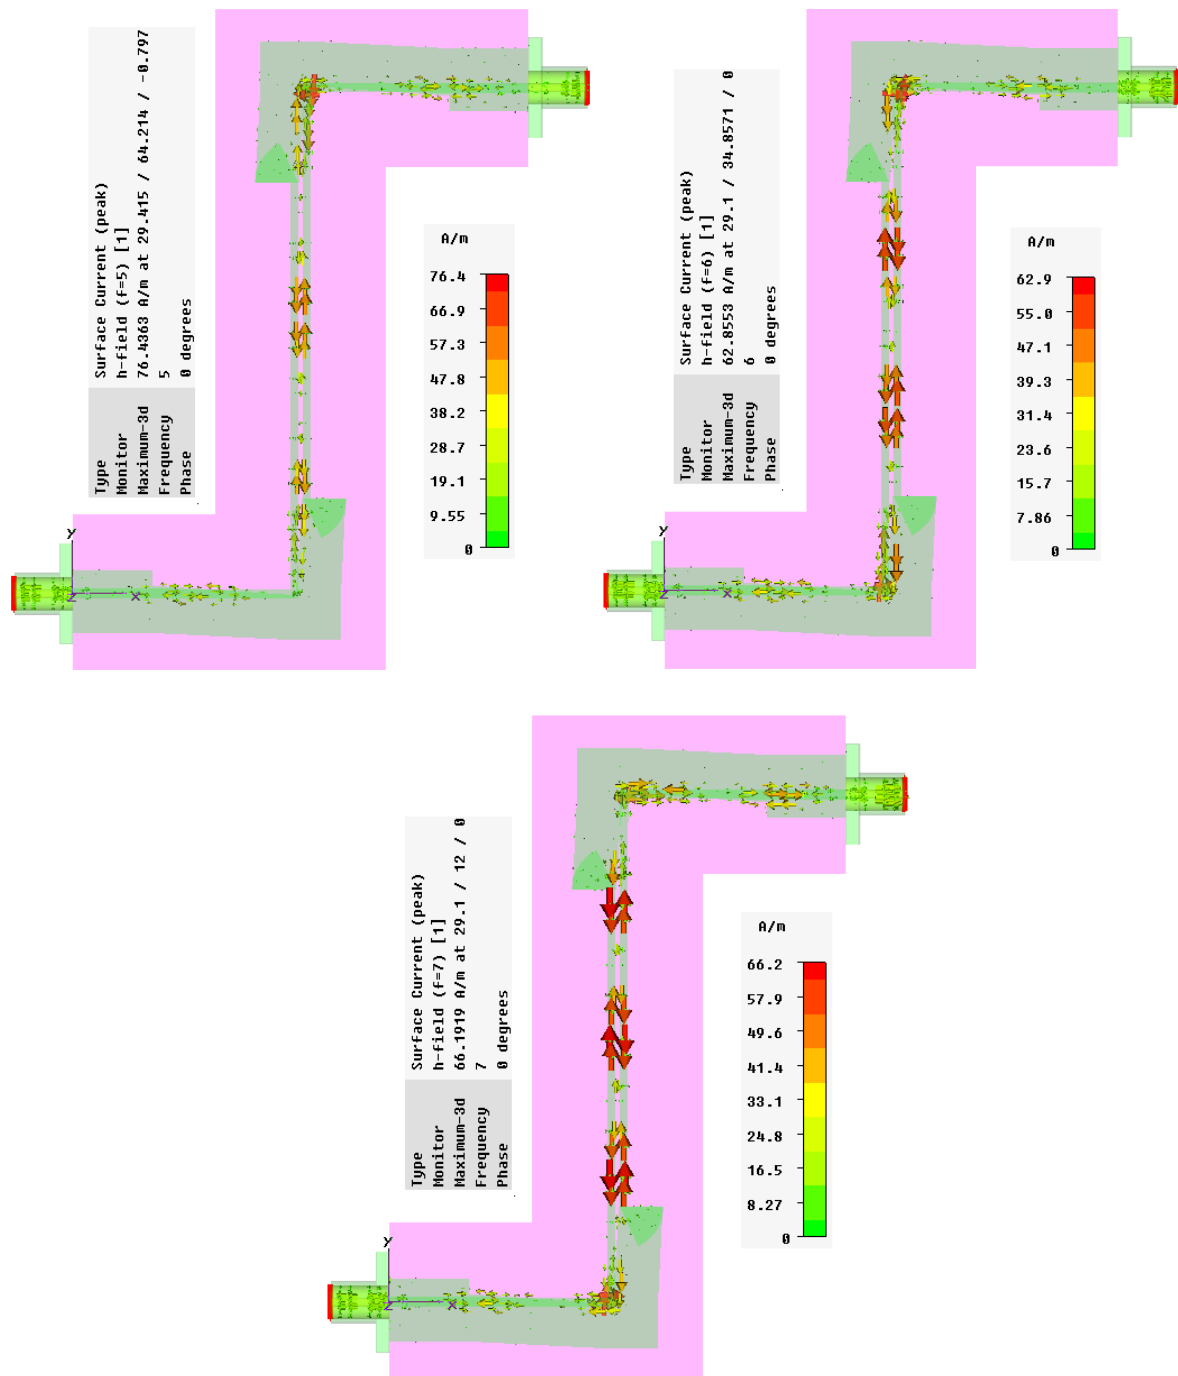 Type Surface Current (peak)
Monitor h-field (f=5) [1]
Maximum-3d 76.4363 A/m at 29.415 / 64.214 / -0.797
Frequency 5
Phase 0 degrees
A/m
76.4
66.9
57.3
47.8
38.2
28.7
19.1
9.55
0
Y
Z
X
Type Surface Current (peak)
Monitor h-field (f=6) [1]
Maximum-3d 62.8553 A/m at 29.1 / 34.8571 / 0
Frequency 6
Phase 0 degrees
A/m
62.9
55.0
47.1
39.3
31.4
23.6
15.7
7.86
0
Y
Z
X
Type Surface Current (peak)
Monitor h-field (f=7) [1]
Maximum-3d 66.1919 A/m at 29.1 / 12 / 0
Frequency 7
Phase 0 degrees
A/m
66.2
57.9
49.6
41.4
33.1
24.8
16.5
8.27
0
Y
Z
X